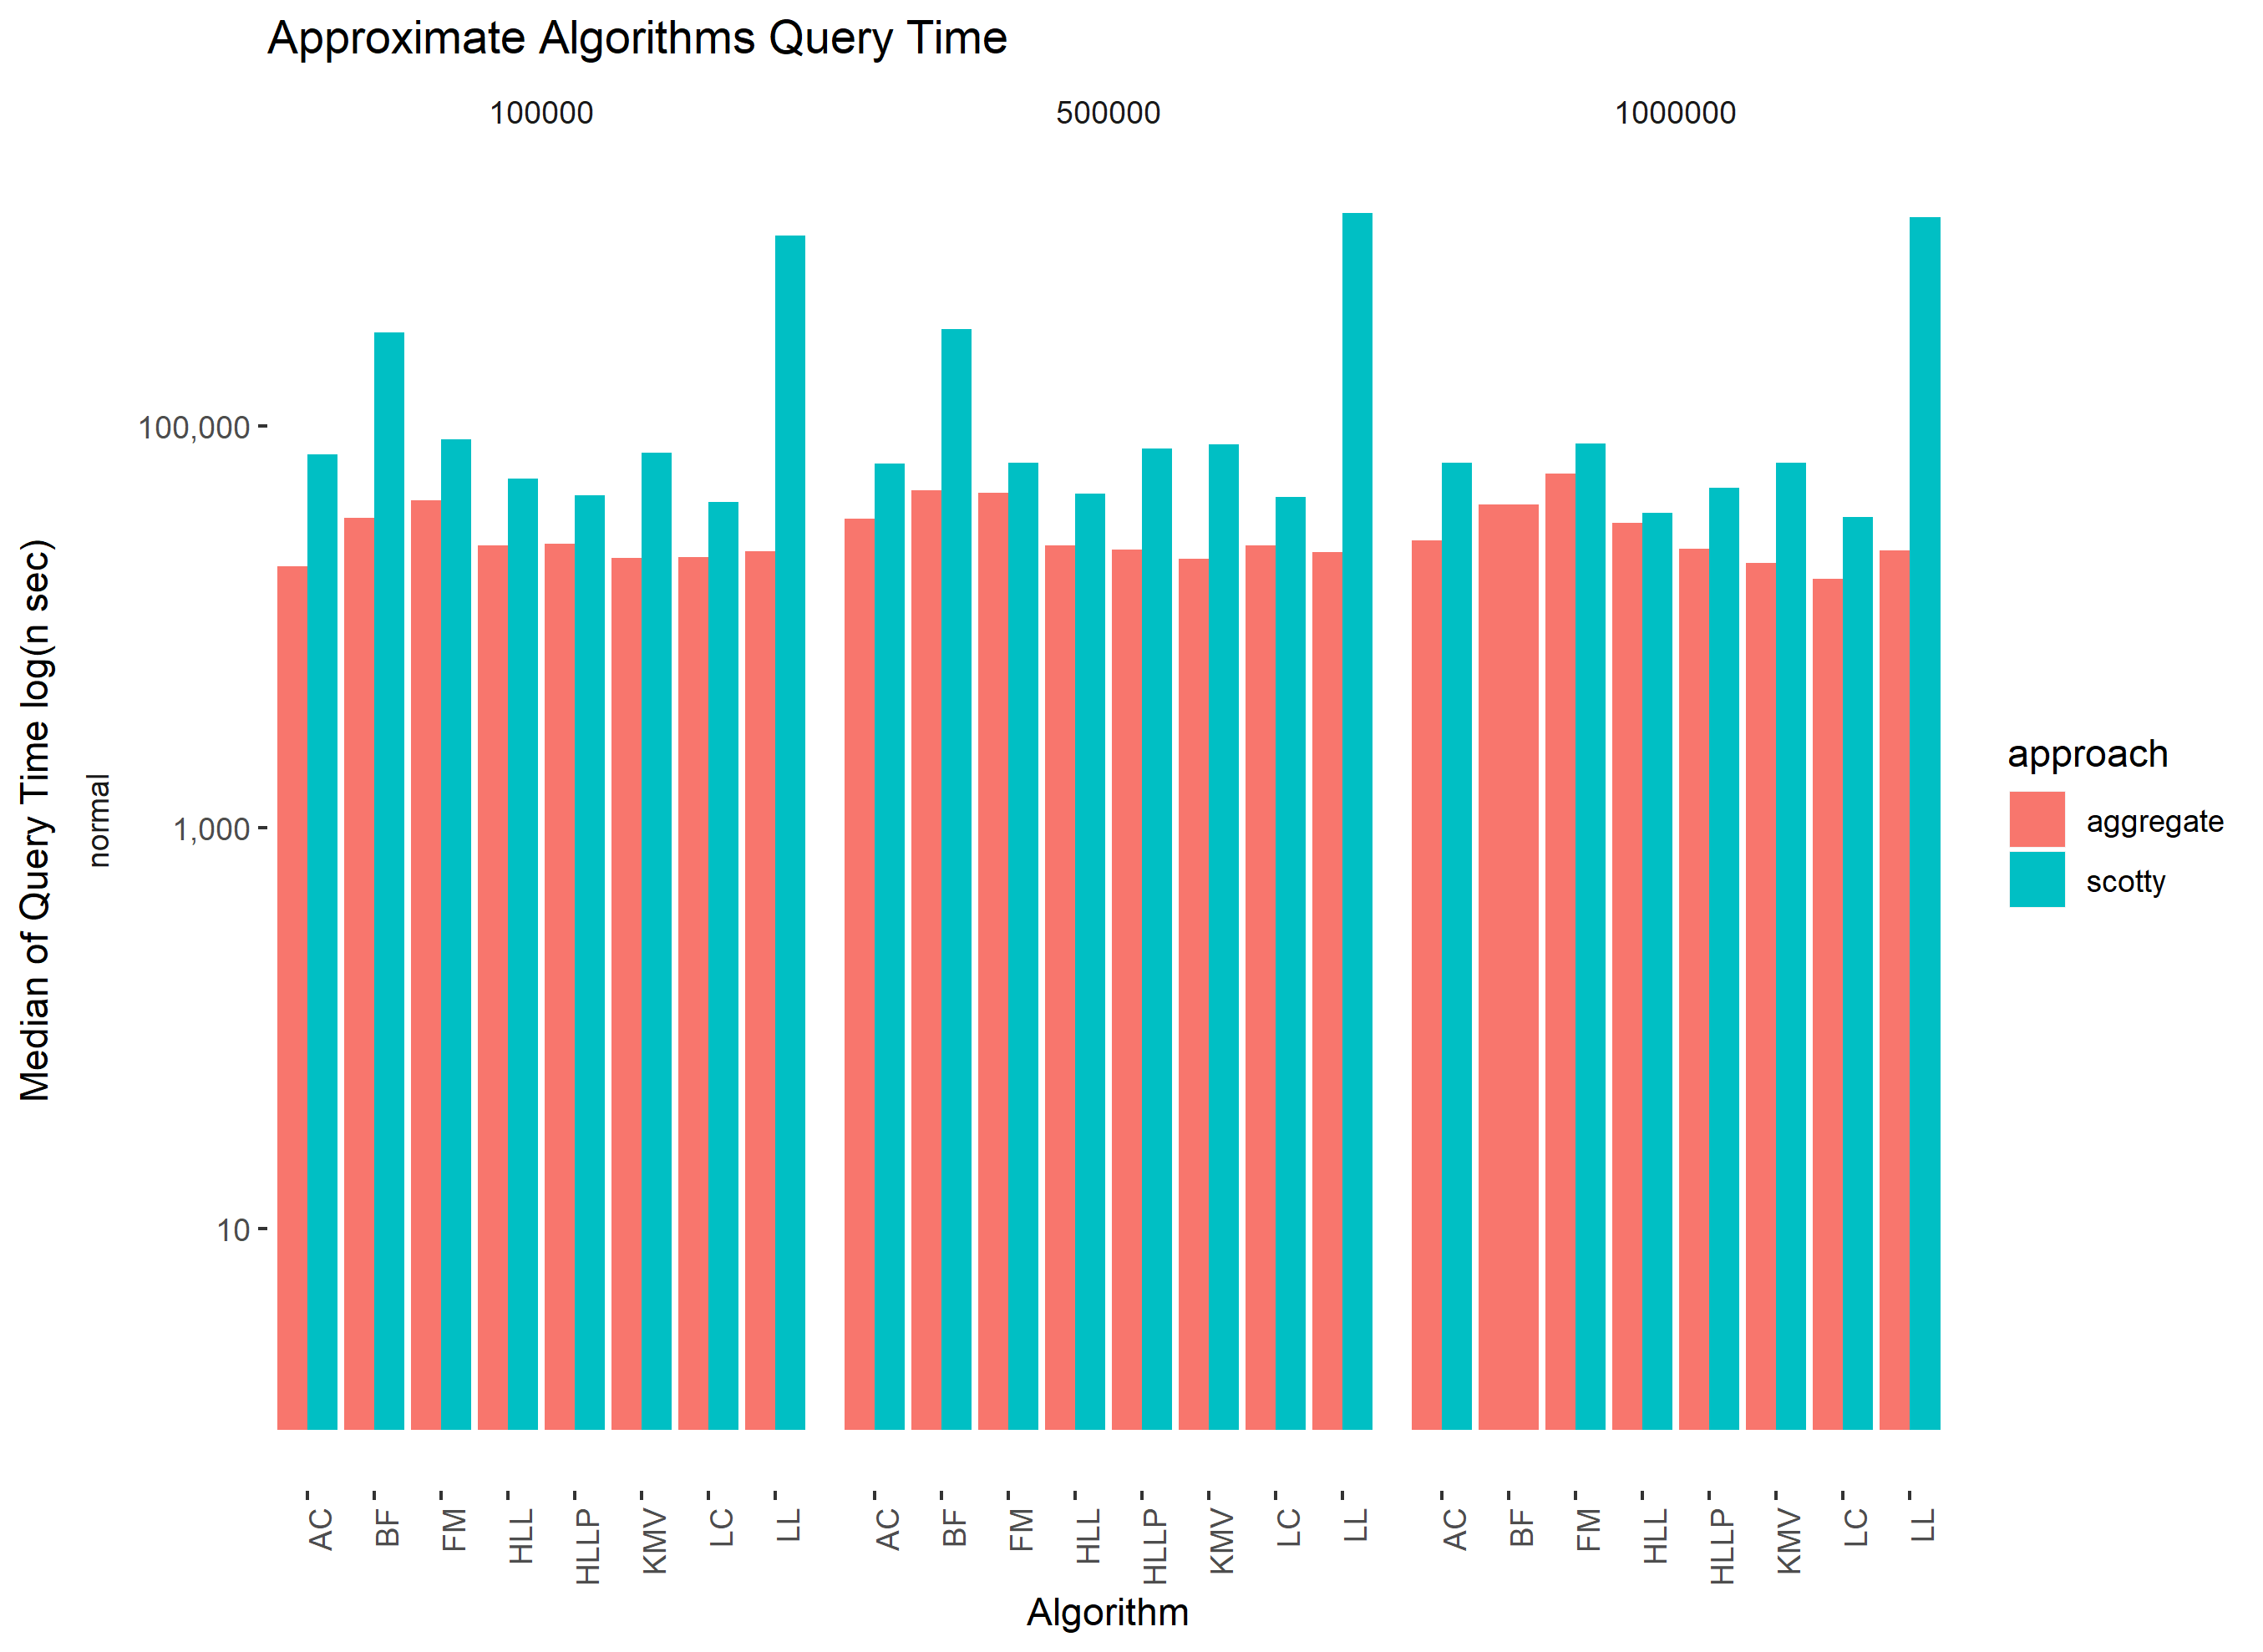 Approximate Algorithms Query Time
100000 500000 1000000
Median of Query Time log(n sec)
normal
100,000
1,000
10
AC BF FM HLL HLLP KMV LC LL AC BF FM HLL HLLP KMV LC LL AC BF FM HLL HLLP KMV LC LL
Algorithm
approach
aggregate
scotty